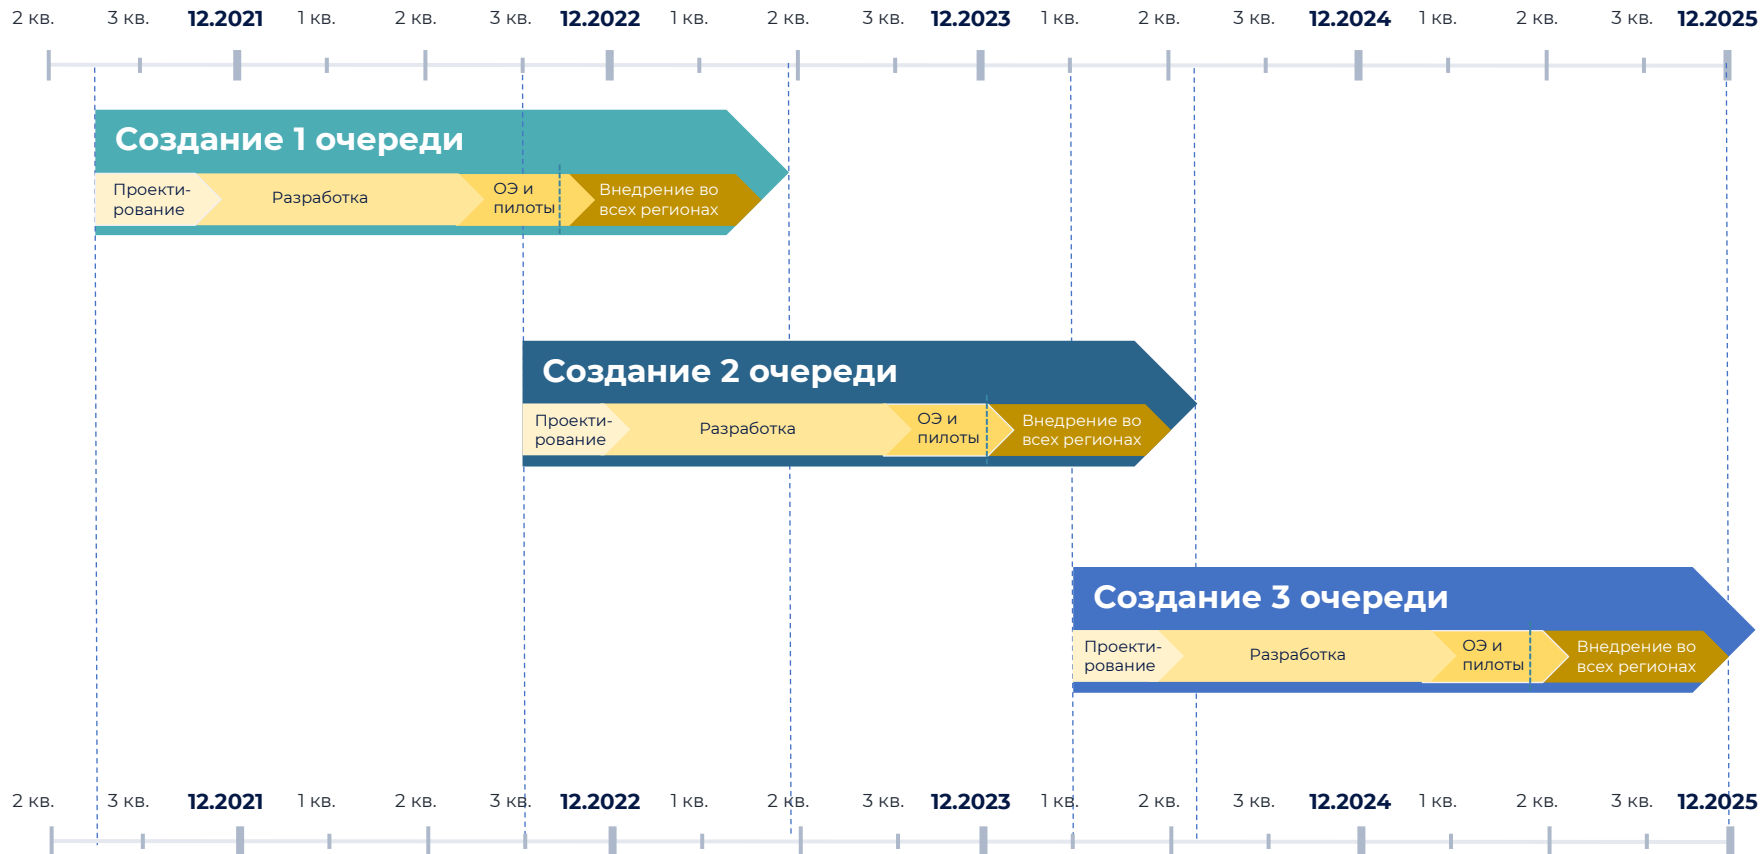 2 кв. 3 кв. 12.2021 1 кв. 2 кв. 3 кв. 12.2022 1 кв. 2 кв. 3 кв. 12.2023 1 кв. 2 кв. 3 кв. 12.2024 1 кв. 2 кв. 3 кв. 12.2025
Создание 1 очереди
Проекти-
рование
Разработка
ОЭ и
пилоты
Внедрение во
всех регионах
Создание 2 очереди
Проекти-
рование
Разработка
ОЭ и
пилоты
Внедрение во
всех регионах
Создание 3 очереди
Проекти-
рование
Разработка
ОЭ и
пилоты
Внедрение во
всех регионах
2 кв. 3 кв. 12.2021 1 кв. 2 кв. 3 кв. 12.2022 1 кв. 2 кв. 3 кв. 12.2023 1 кв. 2 кв. 3 кв. 12.2024 1 кв. 2 кв. 3 кв. 12.2025